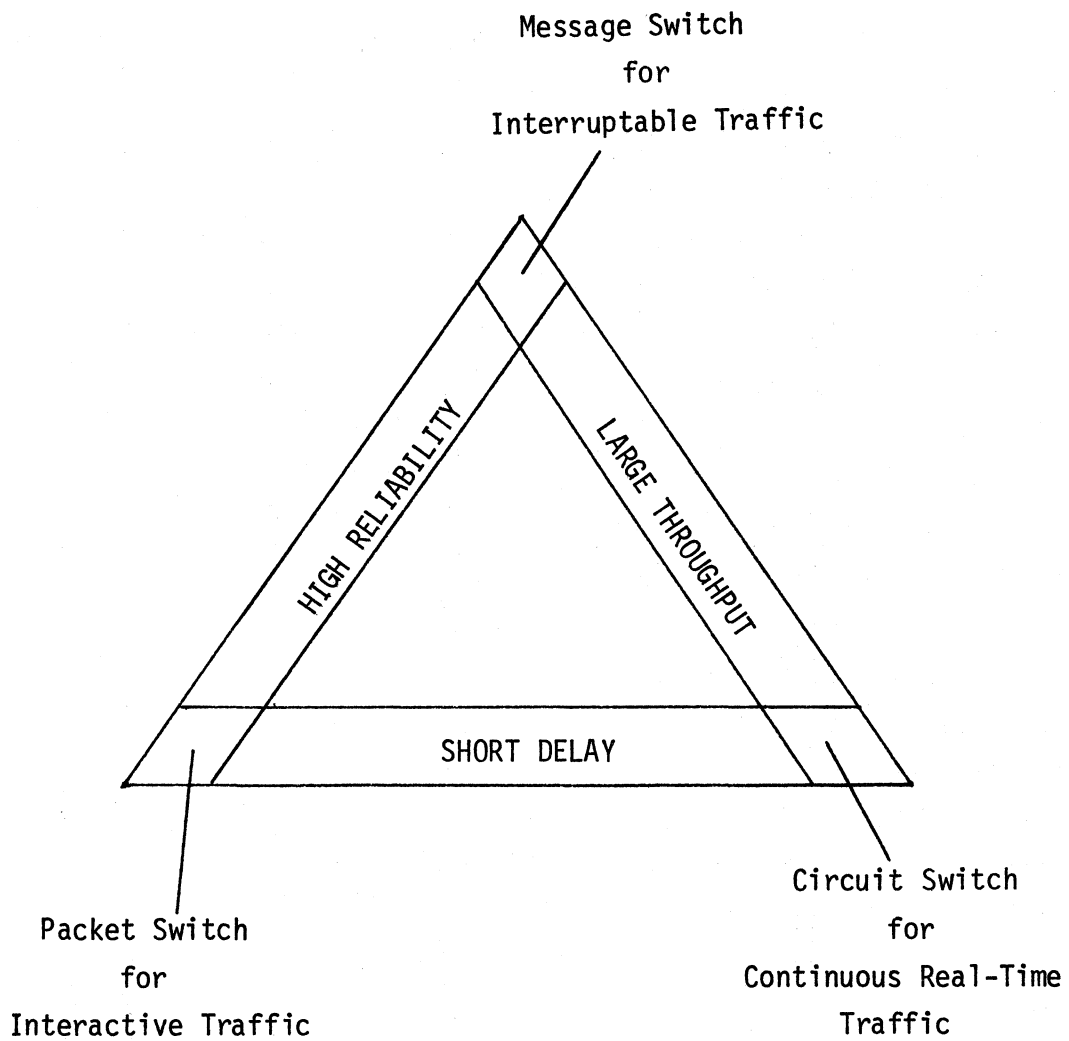 Message Switch
for
Interruptable Traffic
HIGH RELIABILITY
LARGE THROUGHPUT
SHORT DELAY
Packet Switch
for
Interactive Traffic
Circuit Switch
for
Continuous Real-Time
Traffic